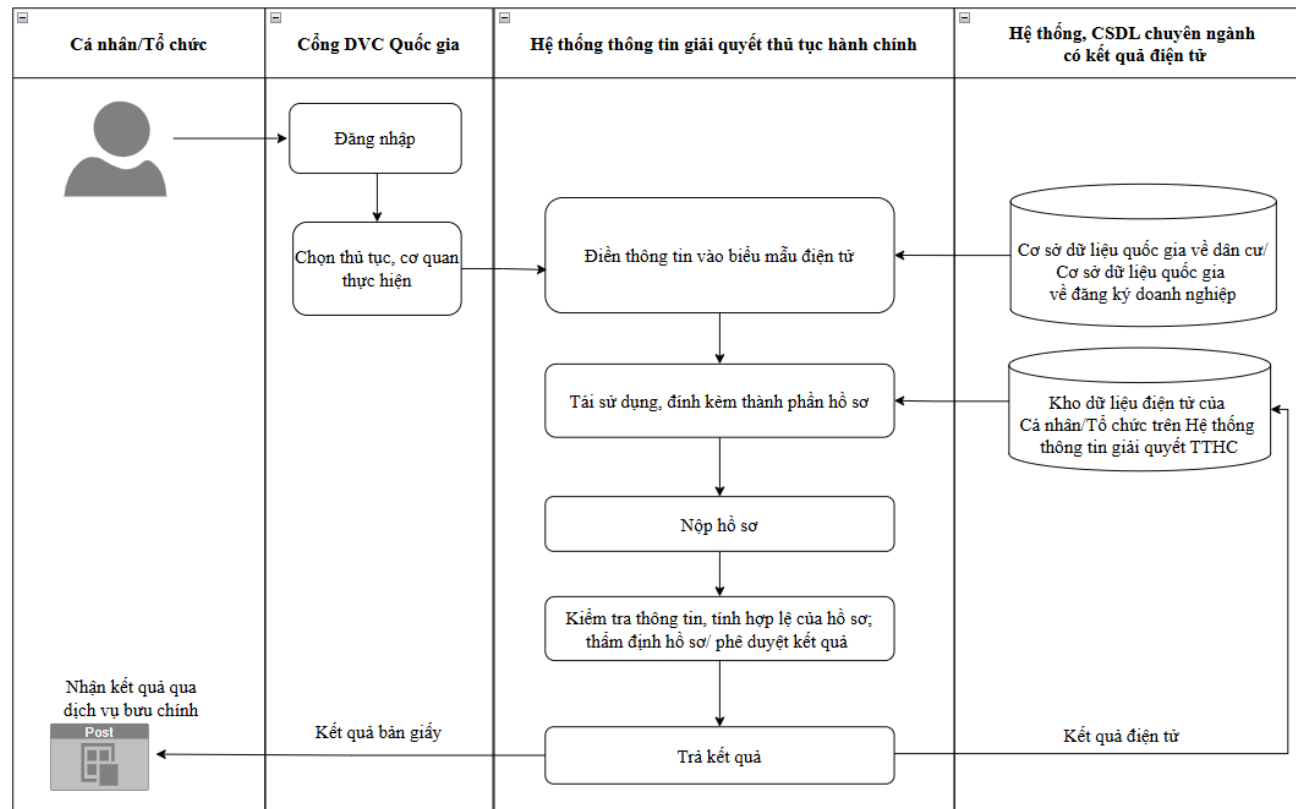 Cá nhân/Tổ chức
Cổng DVC Quốc gia
Hệ thống thông tin giải quyết thủ tục hành chính
Hệ thống, CSDL chuyên ngành
có kết quả điện tử
Đăng nhập
Chọn thủ tục, cơ quan
thực hiện
Điền thông tin vào biểu mẫu điện tử
Cơ sở dữ liệu quốc gia về dân cư/
Cơ sở dữ liệu quốc gia
về đăng ký doanh nghiệp
Tái sử dụng, đính kèm thành phần hồ sơ
Kho dữ liệu điện tử của
Cá nhân/Tổ chức trên Hệ thống
thông tin giải quyết TTHC
Nộp hồ sơ
Kiểm tra thông tin, tính hợp lệ của hồ sơ;
thẩm định hồ sơ/ phê duyệt kết quả
Nhận kết quả qua
dịch vụ bưu chính
Post
Kết quả bản giấy
Trả kết quả
Kết quả điện tử